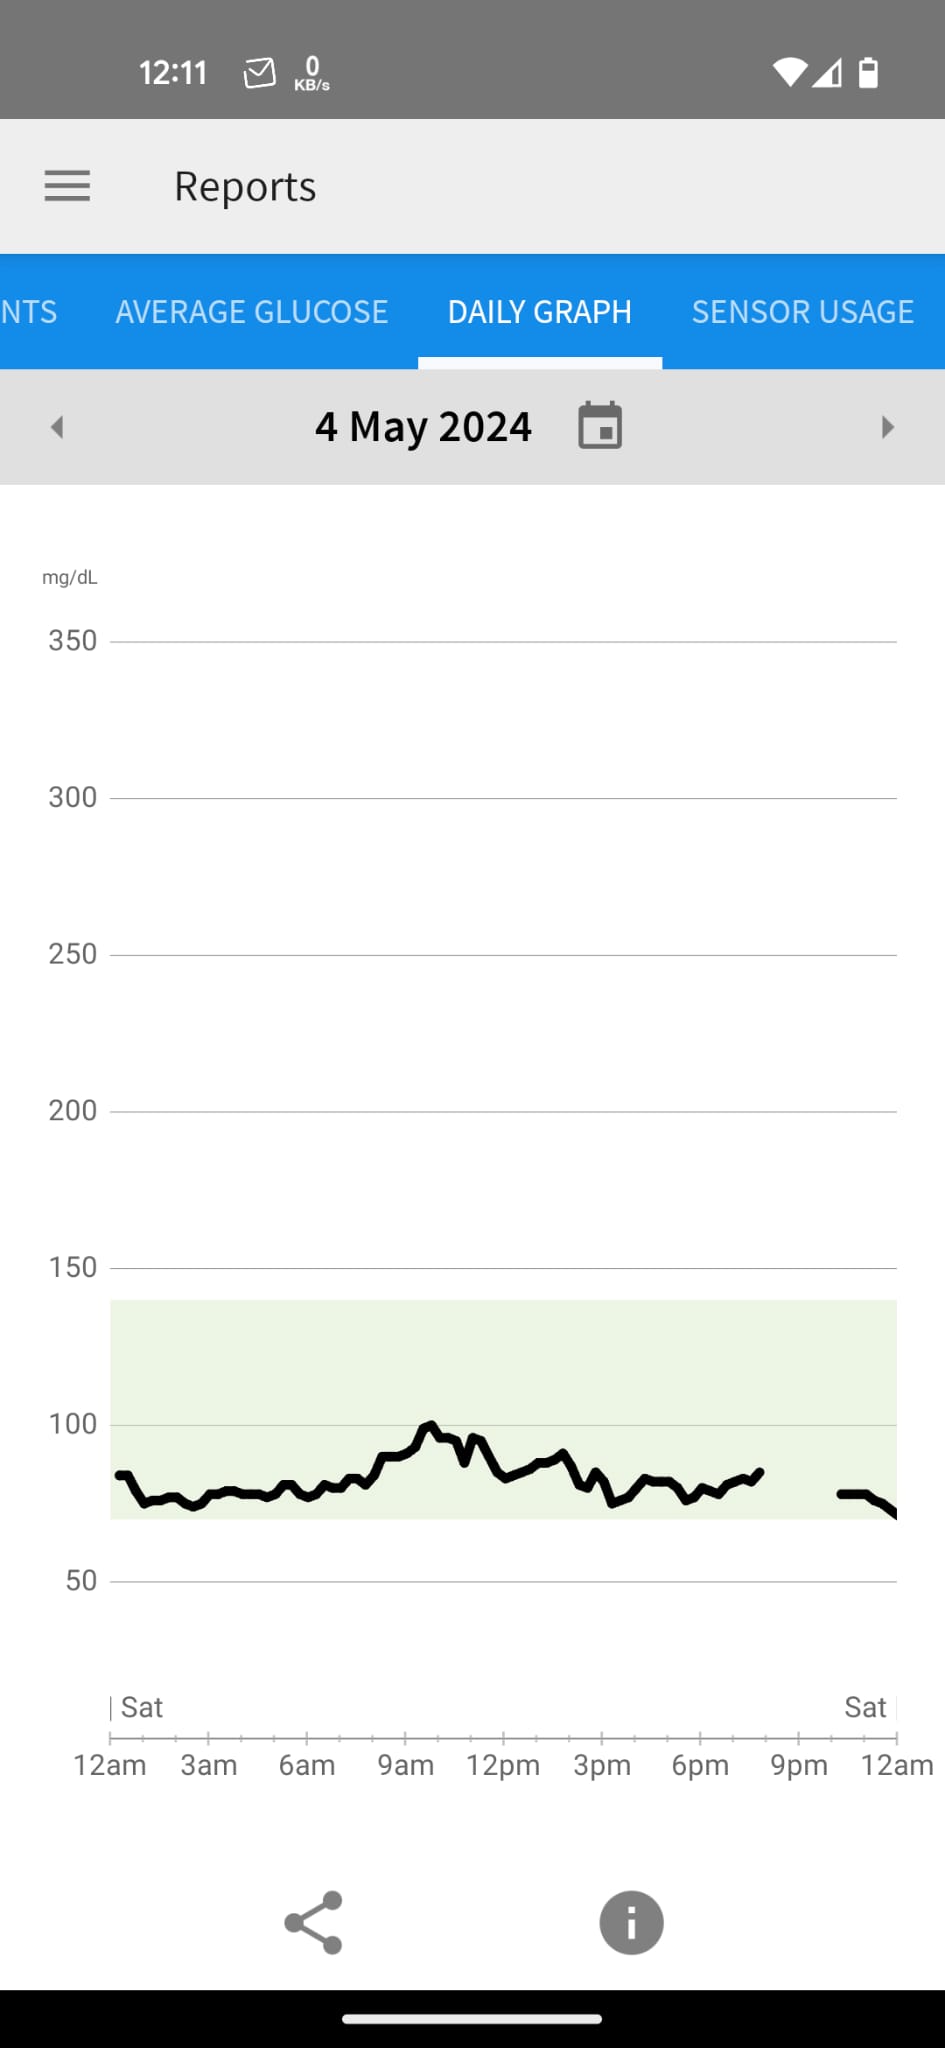 12:11 0 KB/s
Reports
NTS AVERAGE GLUCOSE DAILY GRAPH SENSOR USAGE
4 May 2024
mg/dL
350
300
250
200
150
100
50
Sat Sat
12am 3am 6am 9am 12pm 3pm 6pm 9pm 12am